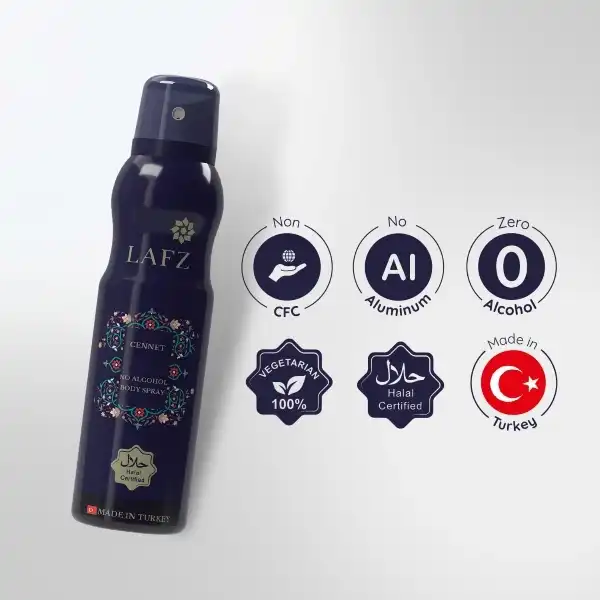 LAFZ
CENNET
NO ALCOHOL
BODY SPRAY
حلال
Halal
Certified
MADE IN TURKEY
Non
CFC
No
Al
Aluminum
Zero
0
Alcohol
VEGETARIAN
100%
حلال
Halal
Certified
Made in
Turkey